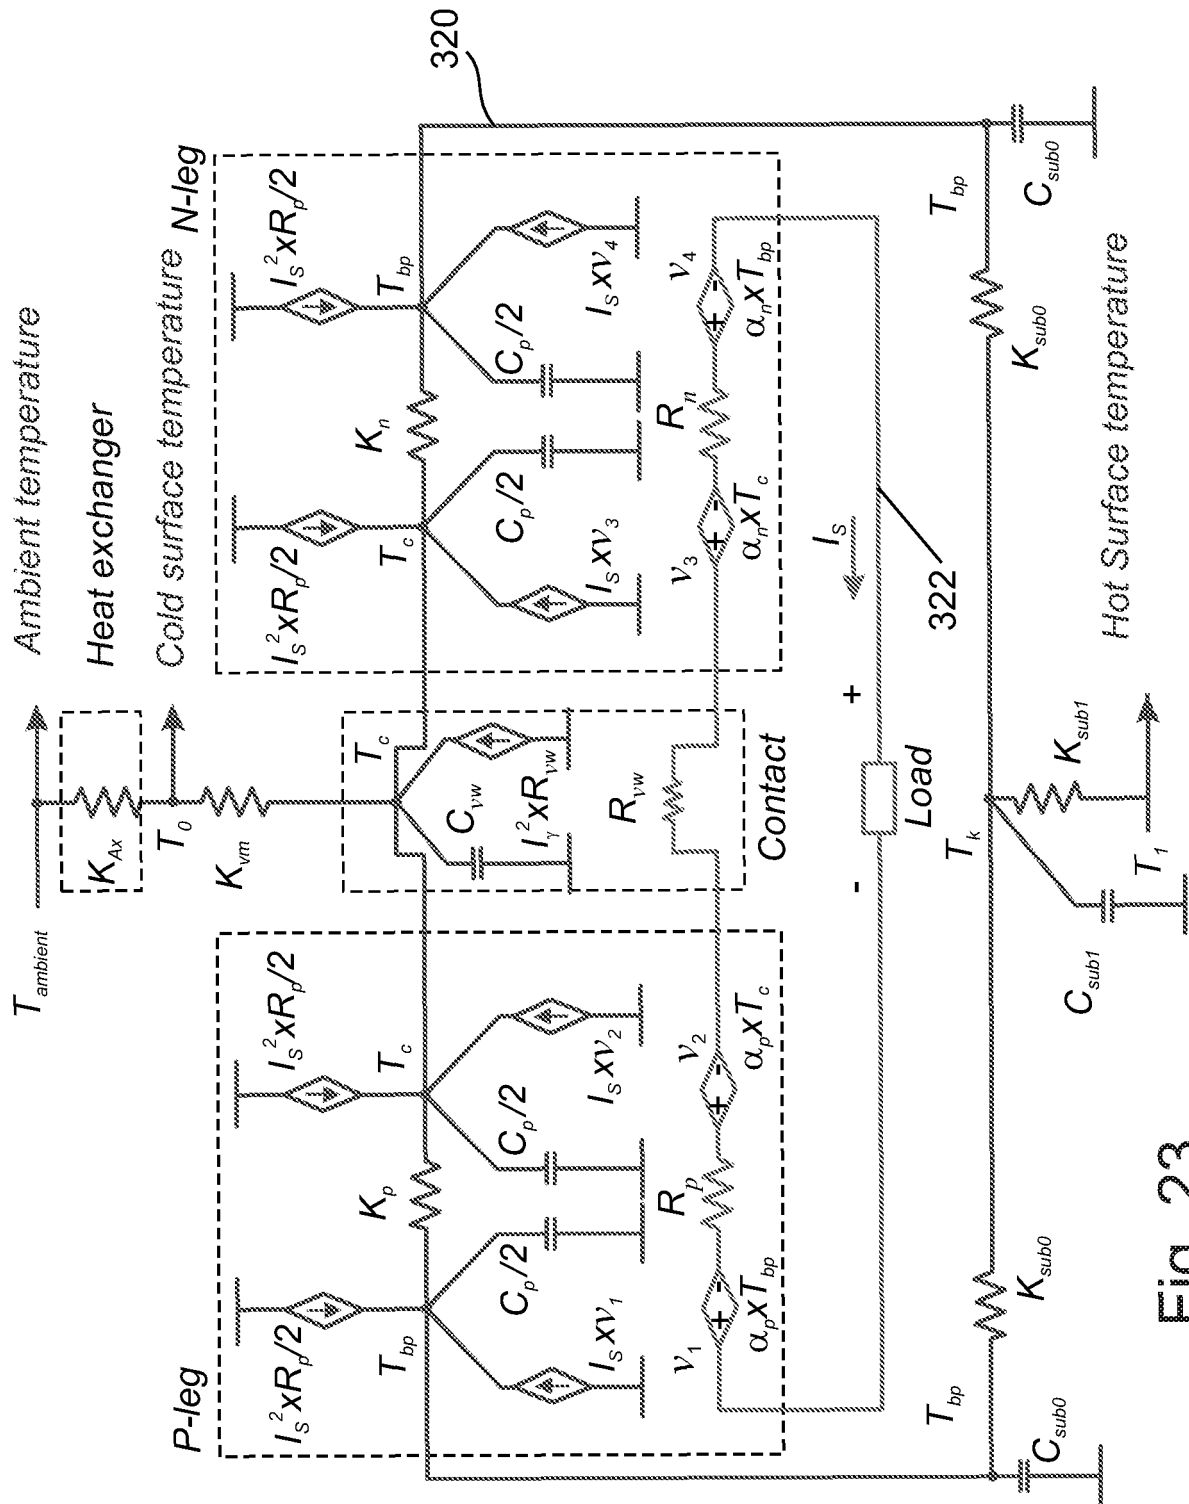 Ambient temperature
Heat exchanger
Cold surface temperature
T_ambient
K_Ax
T_0
K_vm
P-leg
I_S^2xR_p/2
I_S^2xR_p/2
T_bp
K_p
T_c
C_p/2
C_p/2
I_Sxv_1
I_Sxv_2
v_1
+ -
α_pxT_bp
R_p
v_2
+ -
α_pxT_c
T_c
C_vw
I_γ^2xR_vw
R_vw
Contact
N-leg
I_S^2xR_p/2
I_S^2xR_p/2
T_c
K_n
T_bp
C_p/2
C_p/2
I_Sxv_3
I_Sxv_4
v_3
+ -
α_nxT_c
R_n
v_4
+ -
α_nxT_bp
320
I_S
- +
Load
322
T_bp
T_k
T_bp
C_sub0
K_sub0
C_sub1
T_1
K_sub1
K_sub0
C_sub0
Hot Surface temperature
Fig. 23